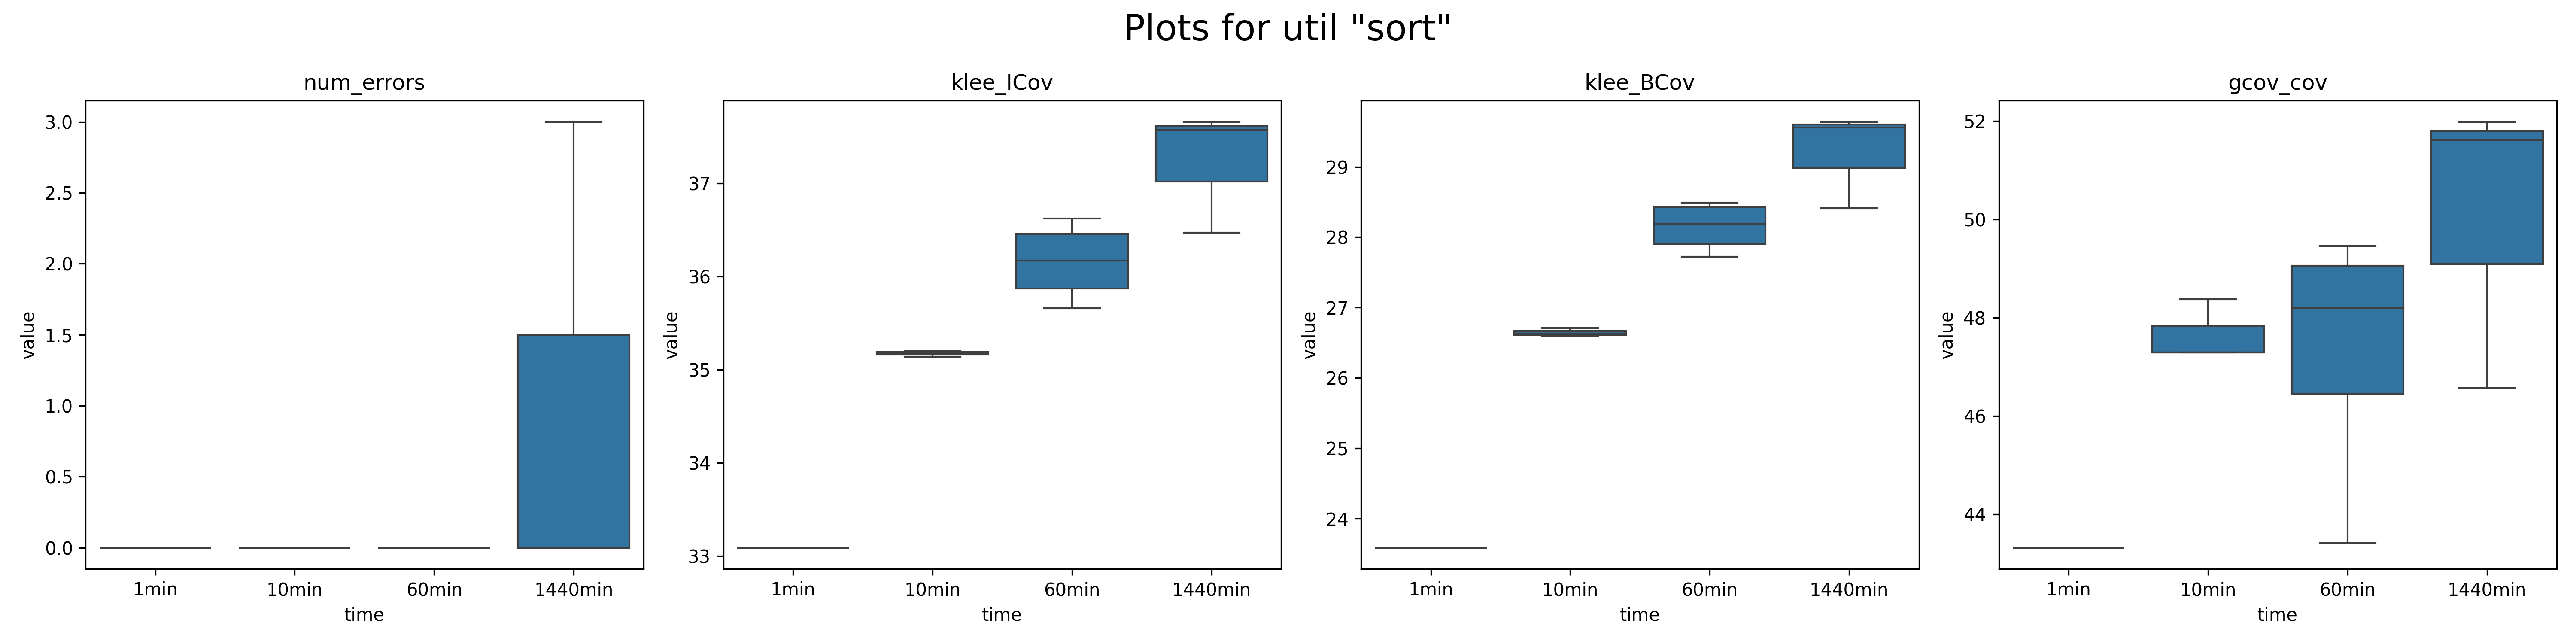 Plots for util "sort"
num_errors
klee_ICov
klee_BCov
gcov_cov
value
3.0
2.5
2.0
1.5
1.0
0.5
0.0
1min 10min 60min 1440min
time
value
37
36
35
34
33
1min 10min 60min 1440min
time
value
29
28
27
26
25
24
1min 10min 60min 1440min
time
value
52
50
48
46
44
1min 10min 60min 1440min
time